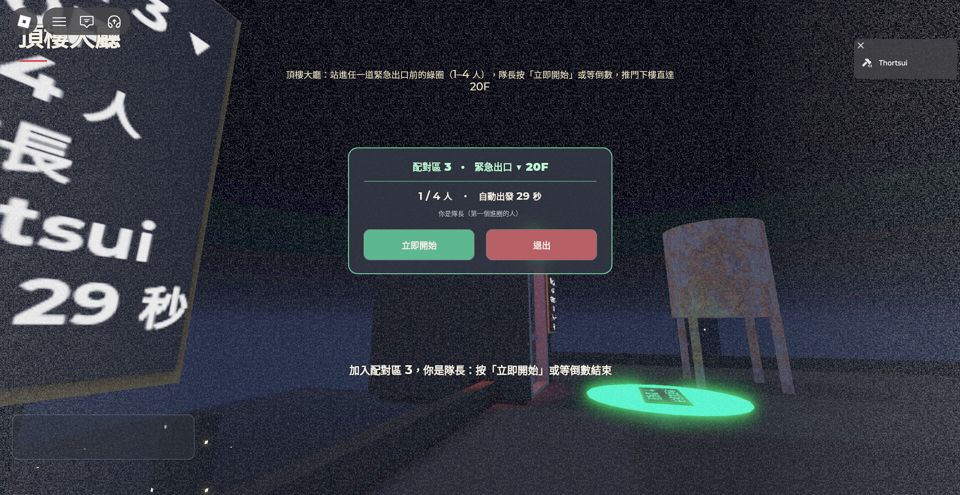 頂樓大廳
頂樓大廳：站進任一道緊急出口前的綠圈（1–4 人），隊長按「立即開始」或等倒數，推門下樓直達
20F
Thortsui
配對區 3 • 緊急出口 ▼ 20F
1 / 4 人 · 自動出發 29 秒
你是隊長（第一個進圈的人）
立即開始
退出
加入配對區 3，你是隊長：按「立即開始」或等倒數結束
3
4 人
長
tsui
29 秒